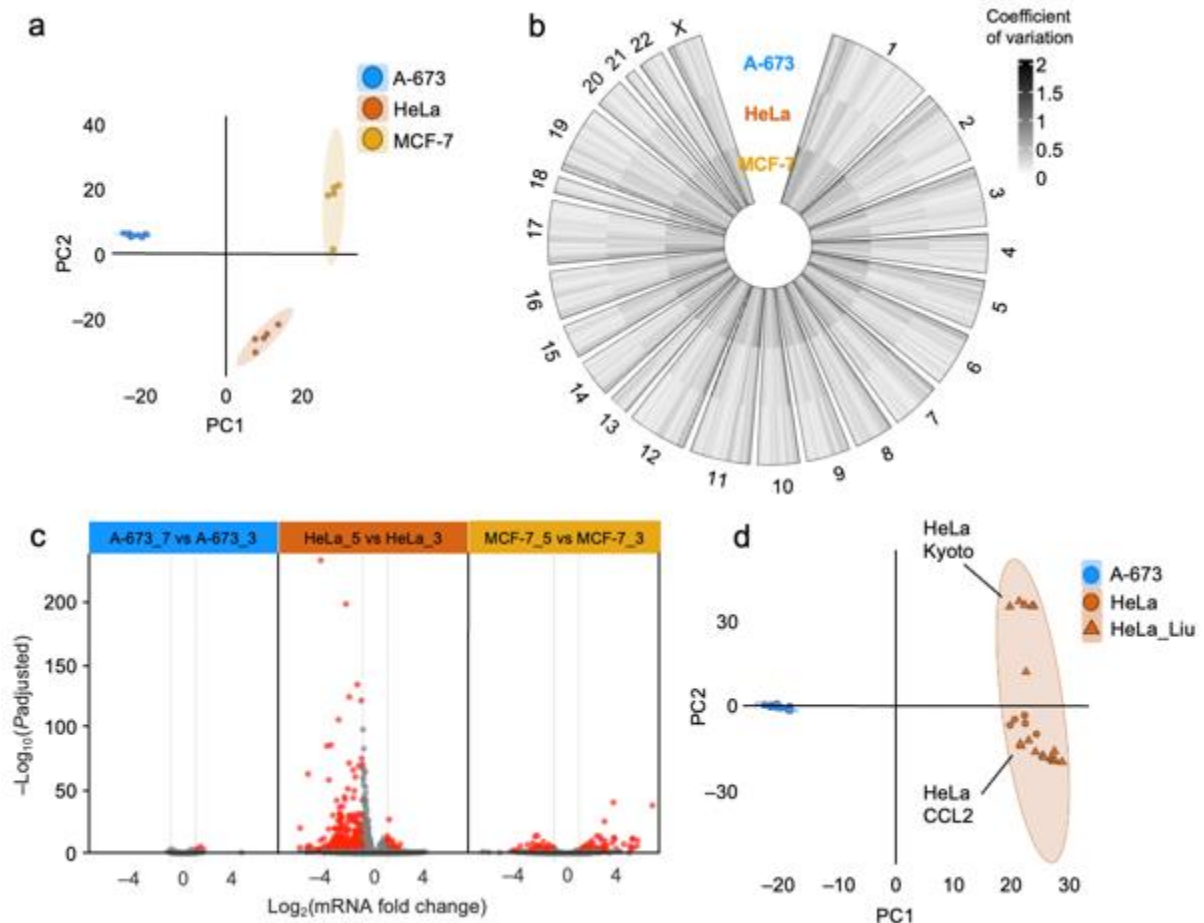 a
A-673
HeLa
MCF-7
40
20
0
−20
PC2
−20 0 20
PC1
b
A-673
HeLa
MCF-7
1
2
3
4
5
6
7
8
9
10
11
12
13
14
15
16
17
18
19
20
21
22
X
Coefficient
of variation
2
1.5
1
0.5
0
c
A-673_7 vs A-673_3
HeLa_5 vs HeLa_3
MCF-7_5 vs MCF-7_3
−Log10(Padjusted)
200
150
100
50
0
−4 0 4
−4 0 4
−4 0 4
Log2(mRNA fold change)
d
HeLa
Kyoto
A-673
HeLa
HeLa_Liu
30
0
−30
PC2
HeLa
CCL2
−20 −10 0 10 20 30
PC1